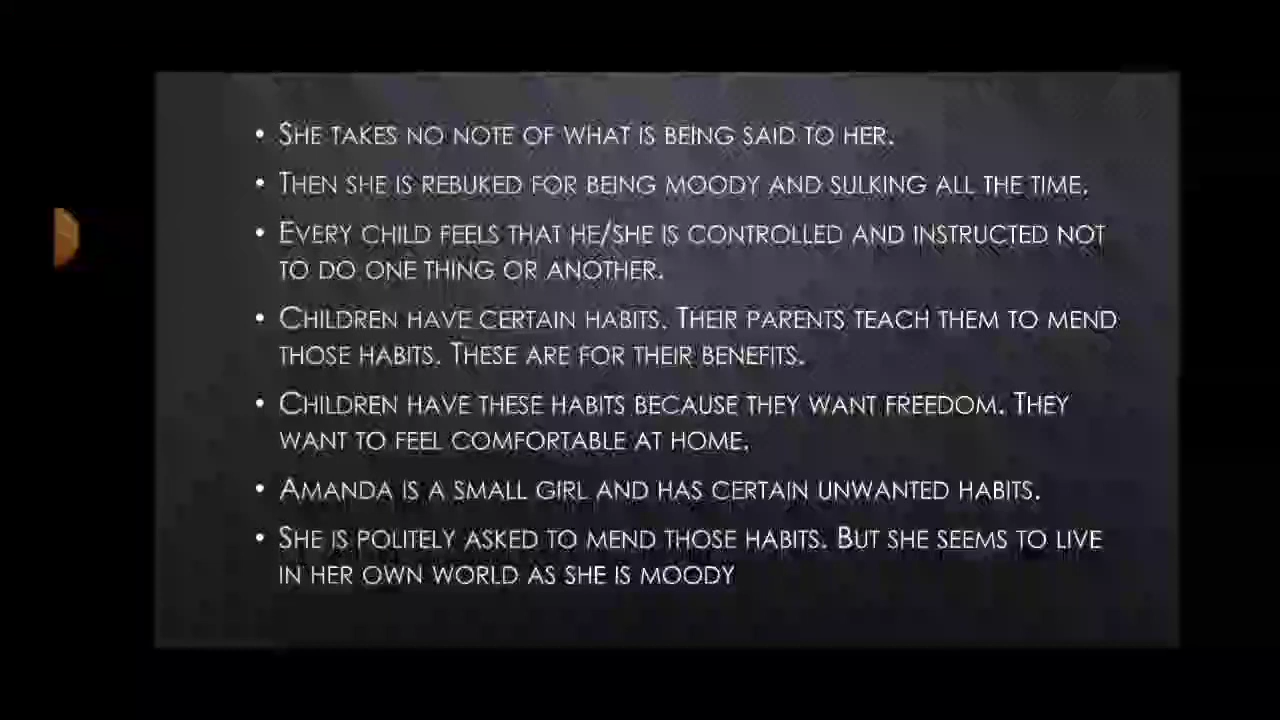 • She takes no note of what is being said to her.
• Then she is rebuked for being moody and sulking all the time.
• Every child feels that he/she is controlled and instructed not
to do one thing or another.
• Children have certain habits. Their parents teach them to mend
those habits. These are for their benefits.
• Children have these habits because they want freedom. They
want to feel comfortable at home.
• Amanda is a small girl and has certain unwanted habits.
• She is politely asked to mend those habits. But she seems to live
in her own world as she is moody